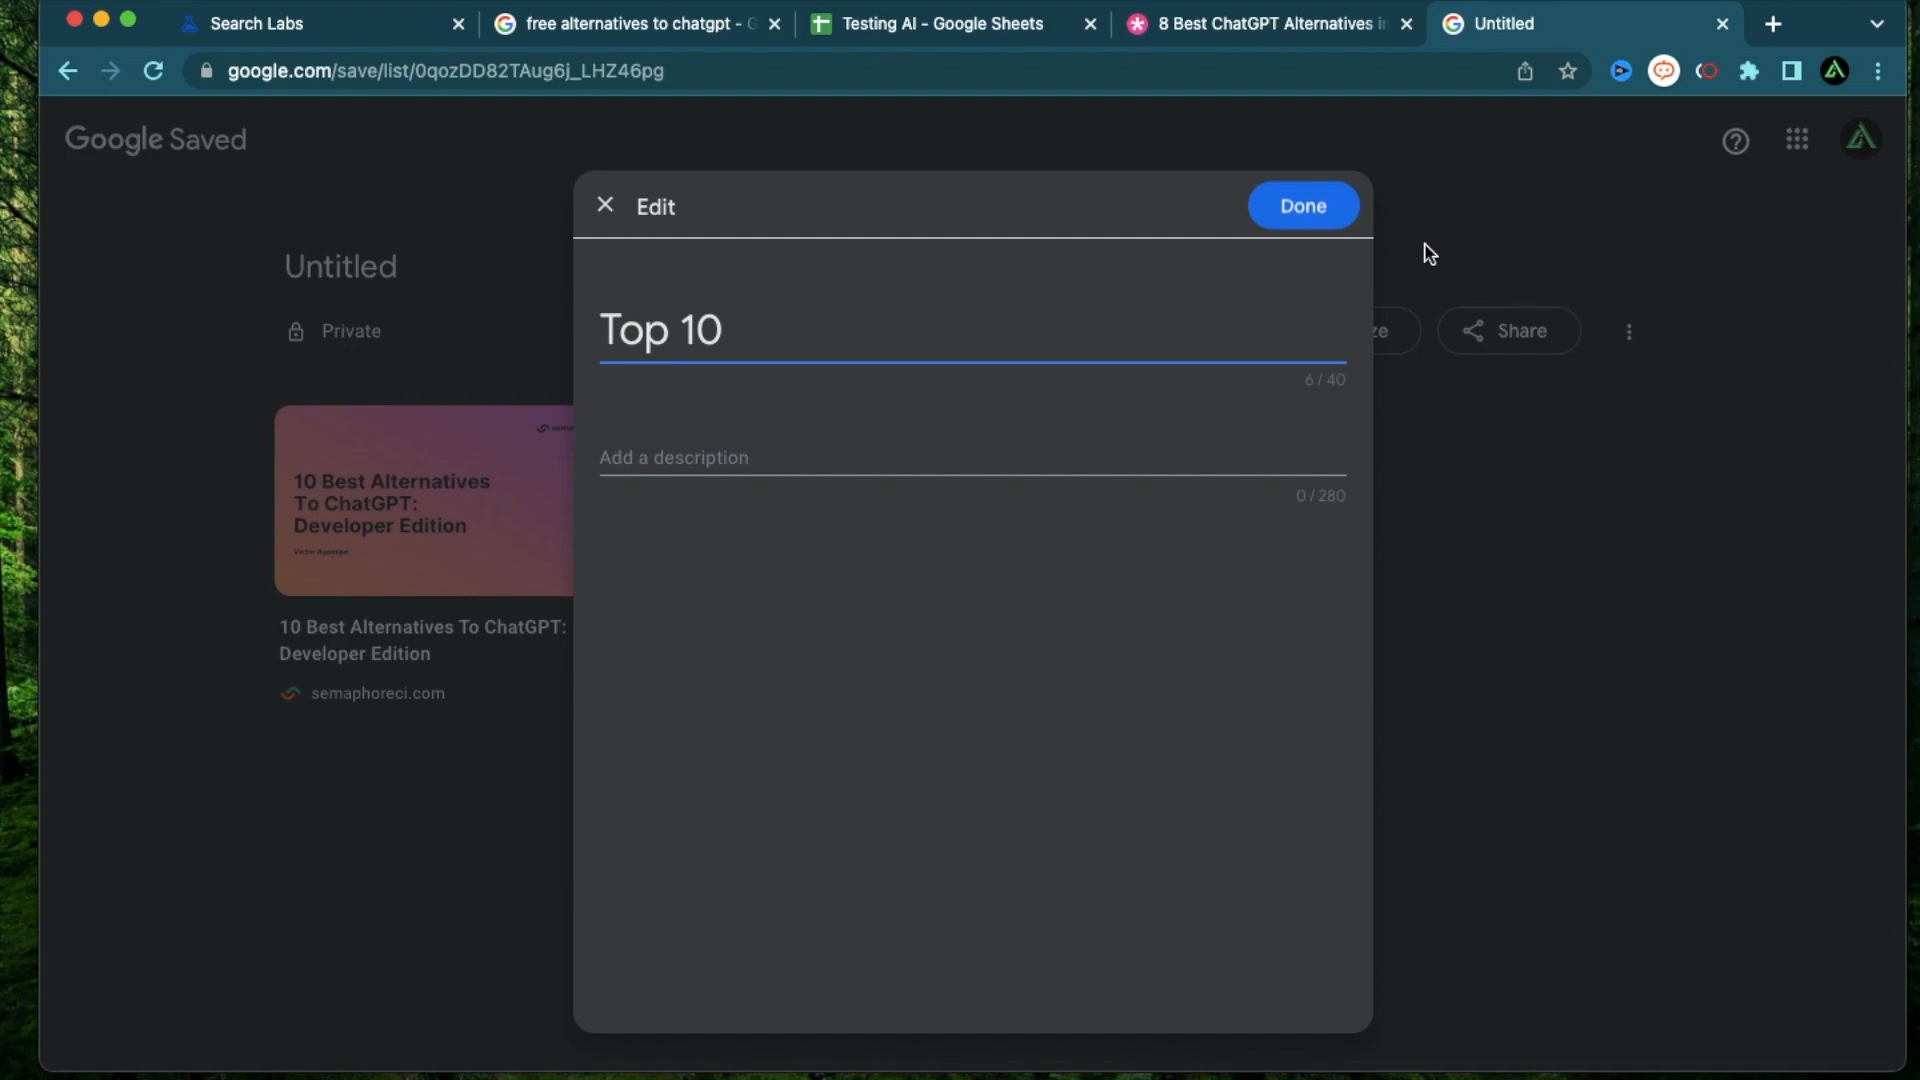 Search Labs
free alternatives to chatgpt - G
Testing AI - Google Sheets
8 Best ChatGPT Alternatives in
Untitled
google.com/save/list/0qozDD82TAug6j_LHZ46pg
Google Saved
Edit
Done
Untitled
Top 10
Private
ze
Share
6 / 40
Add a description
0 / 280
10 Best Alternatives
To ChatGPT:
Developer Edition
10 Best Alternatives To ChatGPT:
Developer Edition
semaphoreci.com